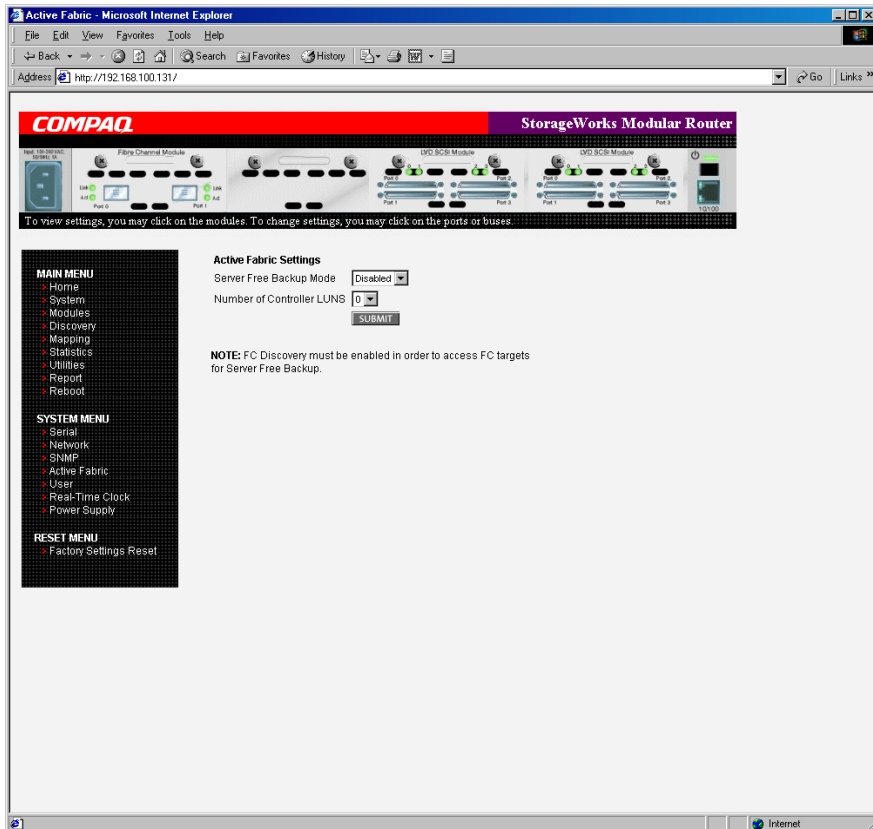 Active Fabric - Microsoft Internet Explorer
File Edit View Favorites Tools Help
Back Search Favorites History
Address http://192.168.100.131/ Go Links »
COMPAQ StorageWorks Modular Router
Fibre Channel Module LVD SCSI Module LVD SCSI Module
Link Link Port 0 Port 2 Port 0 Port 2
Act Act
Port 0 Port 1 Port 1 Port 3 Port 1 Port 3 10/100
To view settings, you may click on the modules. To change settings, you may click on the ports or buses.
MAIN MENU
> Home
> System
> Modules
> Discovery
> Mapping
> Statistics
> Utilities
> Report
> Reboot
SYSTEM MENU
> Serial
> Network
> SNMP
> Active Fabric
> User
> Real-Time Clock
> Power Supply
RESET MENU
> Factory Settings Reset
Active Fabric Settings
Server Free Backup Mode Disabled
Number of Controller LUNS 0
SUBMIT
NOTE: FC Discovery must be enabled in order to access FC targets
for Server Free Backup.
Internet